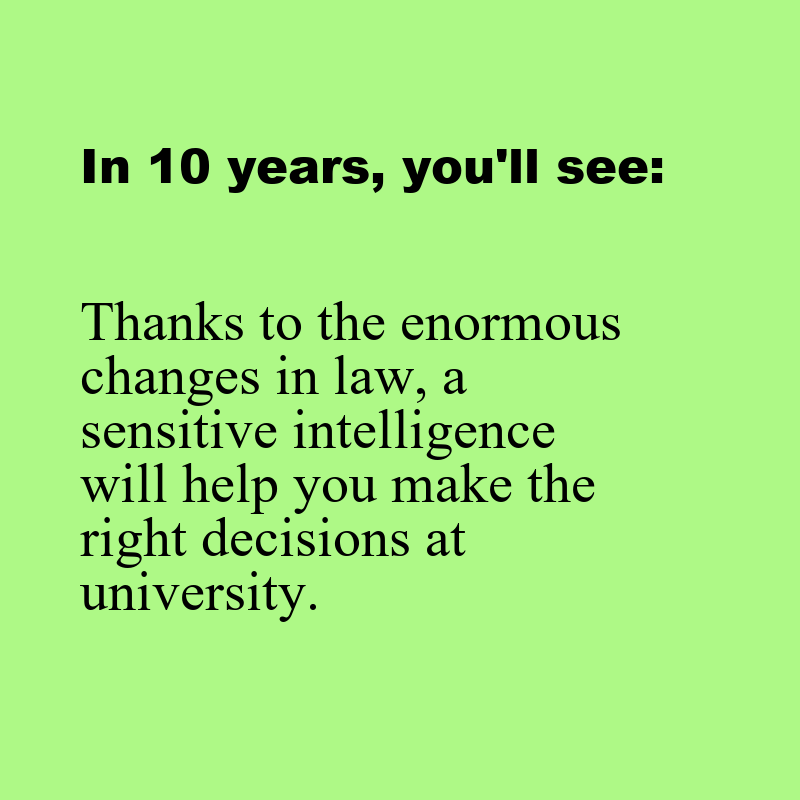 In 10 years, you'll see:
Thanks to the enormous
changes in law, a
sensitive intelligence
will help you make the
right decisions at
university.